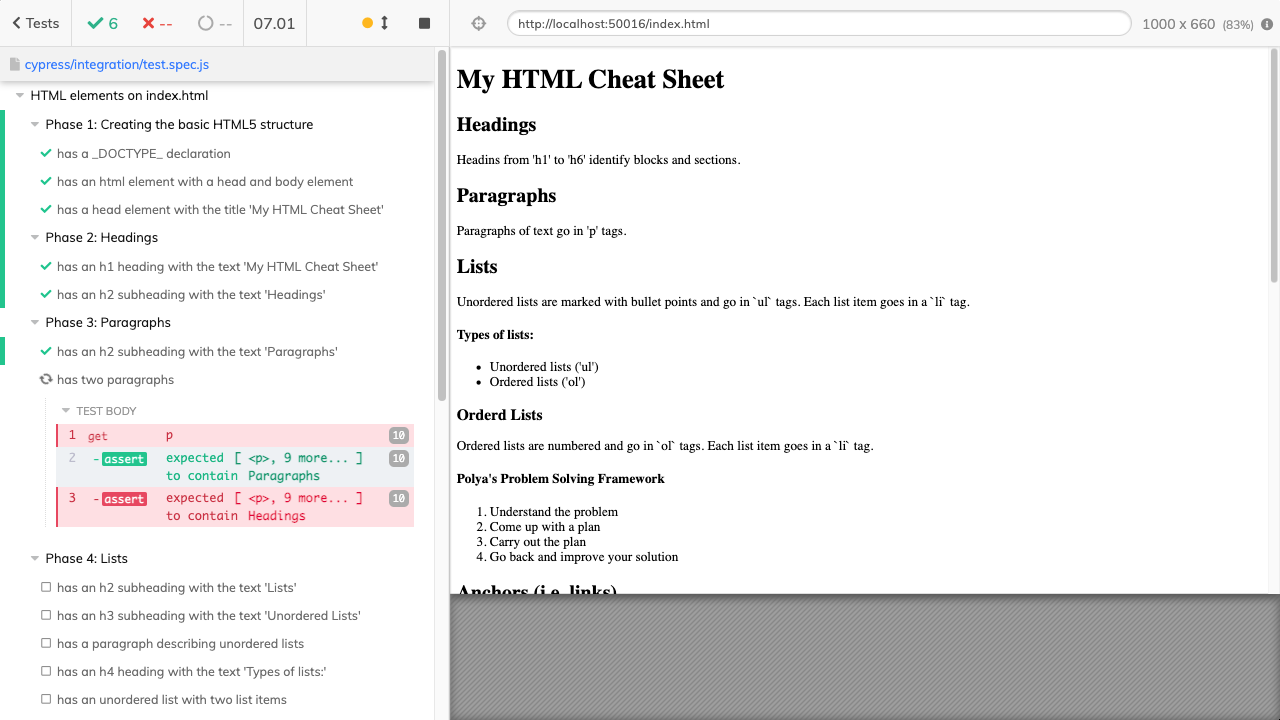 Tests 6 -- -- 07.01
http://localhost:50016/index.html 1000 x 660 (83%)
cypress/integration/test.spec.js
HTML elements on index.html
Phase 1: Creating the basic HTML5 structure
has a _DOCTYPE_ declaration
has an html element with a head and body element
has a head element with the title 'My HTML Cheat Sheet'
Phase 2: Headings
has an h1 heading with the text 'My HTML Cheat Sheet'
has an h2 subheading with the text 'Headings'
Phase 3: Paragraphs
has an h2 subheading with the text 'Paragraphs'
has two paragraphs
TEST BODY
1 get p 10
2 -assert expected [ <p>, 9 more... ] 10
to contain Paragraphs
3 -assert expected [ <p>, 9 more... ] 10
to contain Headings
Phase 4: Lists
has an h2 subheading with the text 'Lists'
has an h3 subheading with the text 'Unordered Lists'
has a paragraph describing unordered lists
has an h4 heading with the text 'Types of lists:'
has an unordered list with two list items
My HTML Cheat Sheet
Headings
Headins from 'h1' to 'h6' identify blocks and sections.
Paragraphs
Paragraphs of text go in 'p' tags.
Lists
Unordered lists are marked with bullet points and go in `ul` tags. Each list item goes in a `li` tag.
Types of lists:
• Unordered lists ('ul')
• Ordered lists ('ol')
Orderd Lists
Ordered lists are numbered and go in `ol` tags. Each list item goes in a `li` tag.
Polya's Problem Solving Framework
1. Understand the problem
2. Come up with a plan
3. Carry out the plan
4. Go back and improve your solution
Anchors (i.e. links)